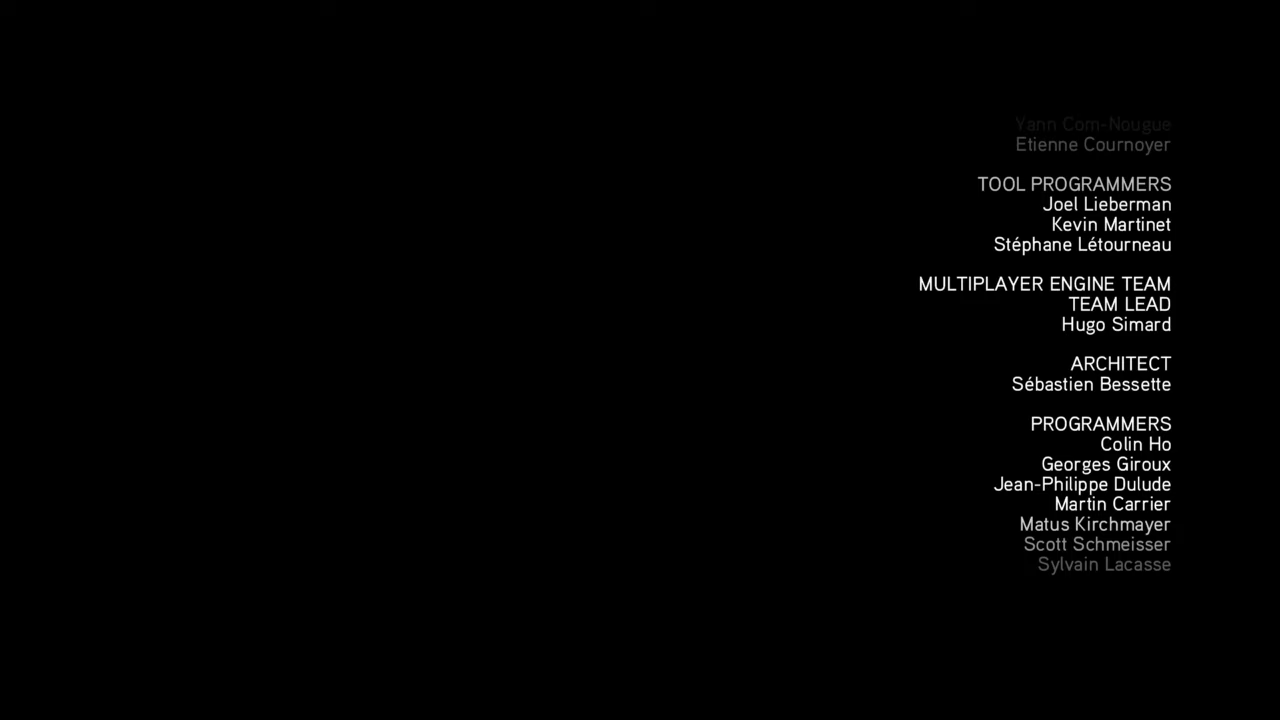 Yann Com-Nougue
Etienne Cournoyer
TOOL PROGRAMMERS
Joel Lieberman
Kevin Martinet
Stéphane Létourneau
MULTIPLAYER ENGINE TEAM
TEAM LEAD
Hugo Simard
ARCHITECT
Sébastien Bessette
PROGRAMMERS
Colin Ho
Georges Giroux
Jean-Philippe Dulude
Martin Carrier
Matus Kirchmayer
Scott Schmeisser
Sylvain Lacasse